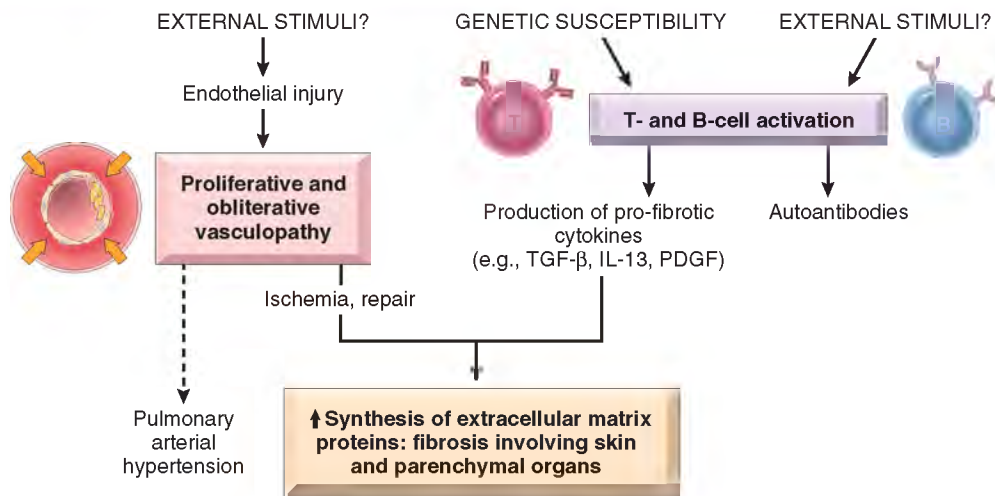 EXTERNAL STIMULI?
Endothelial injury
Proliferative and
obliterative
vasculopathy
Ischemia, repair
Pulmonary
arterial
hypertension
GENETIC SUSCEPTIBILITY
EXTERNAL STIMULI?
T
T- and B-cell activation
B
Production of pro-fibrotic
cytokines
(e.g., TGF-β, IL-13, PDGF)
Autoantibodies
Synthesis of extracellular matrix
proteins: fibrosis involving skin
and parenchymal organs